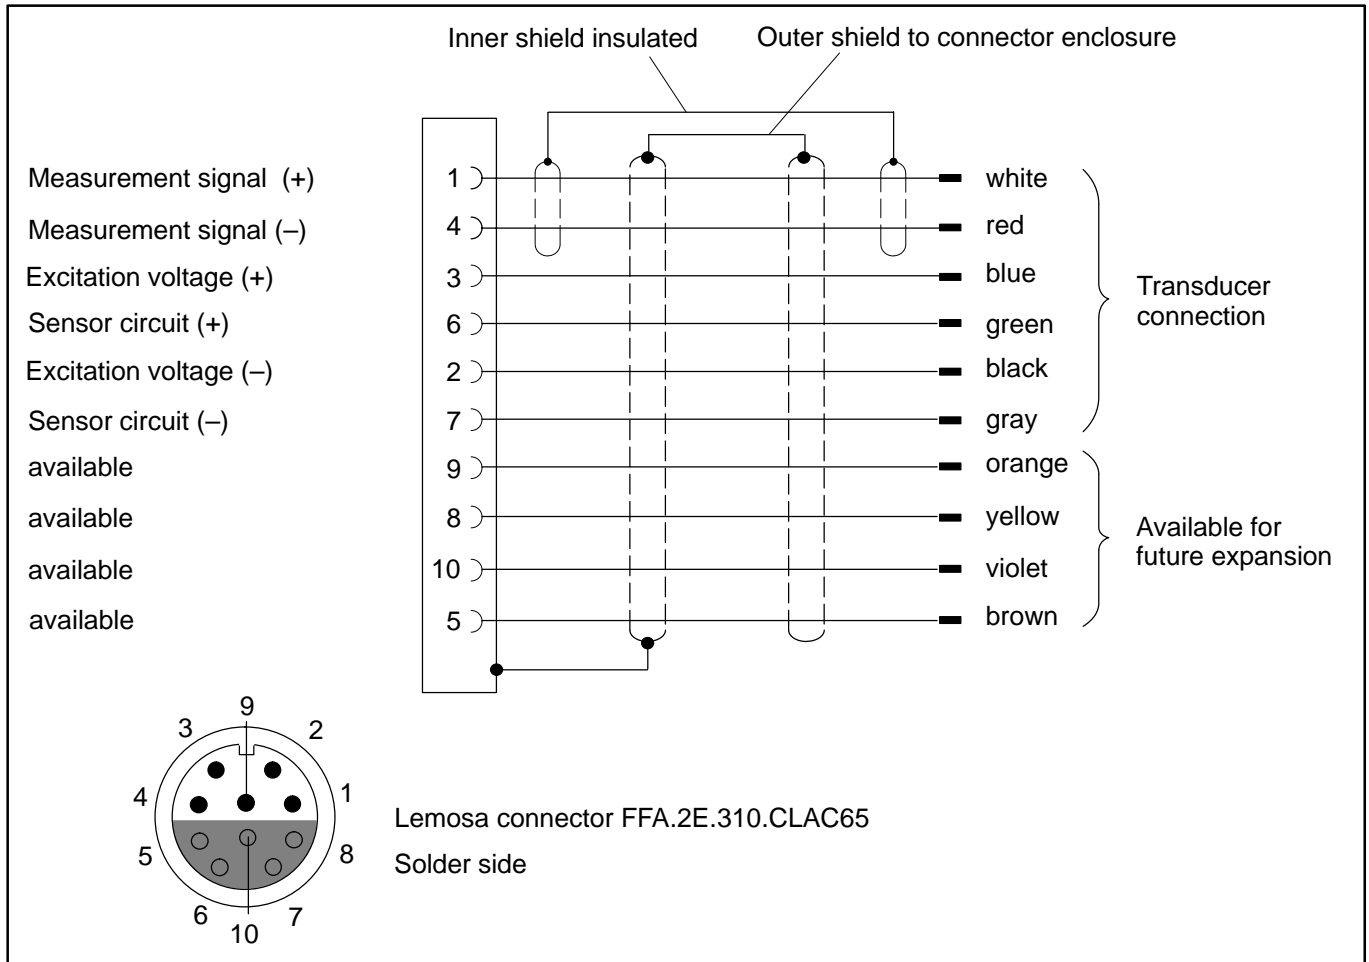 Inner shield insulated Outer shield to connector enclosure
Measurement signal (+) 1 white
Measurement signal (–) 4 red
Excitation voltage (+) 3 blue
Sensor circuit (+) 6 green
Excitation voltage (–) 2 black
Sensor circuit (–) 7 gray
Transducer
connection
available 9 orange
available 8 yellow
available 10 violet
available 5 brown
Available for
future expansion
9
3 2
4 1
5 8
6 7
10
Lemosa connector FFA.2E.310.CLAC65
Solder side